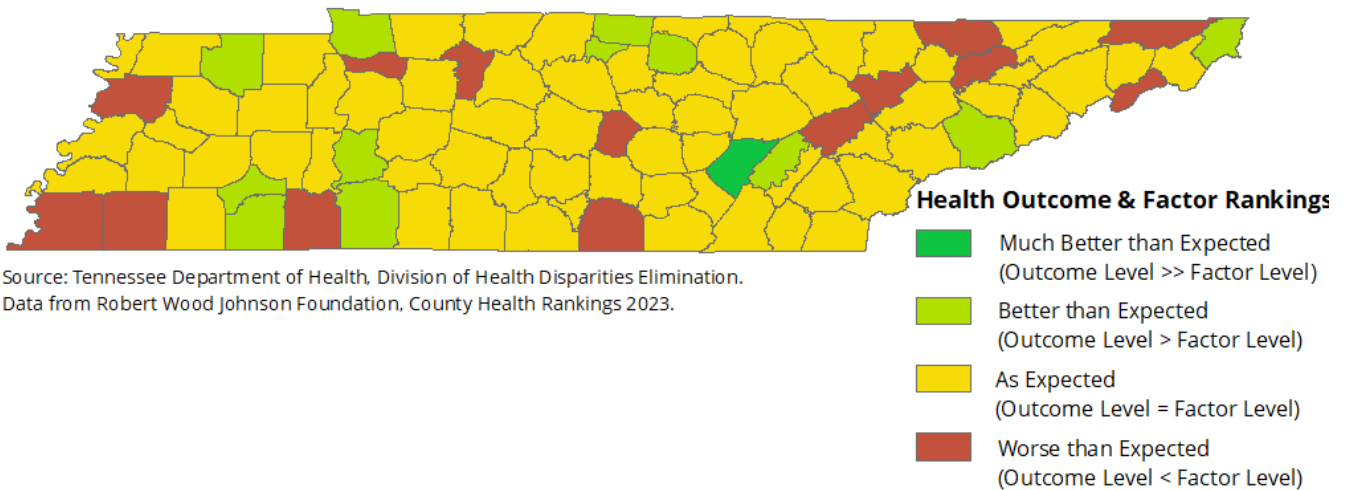 Health Outcome & Factor Rankings
Much Better than Expected
(Outcome Level >> Factor Level)
Better than Expected
(Outcome Level > Factor Level)
As Expected
(Outcome Level = Factor Level)
Worse than Expected
(Outcome Level < Factor Level)
Source: Tennessee Department of Health, Division of Health Disparities Elimination.
Data from Robert Wood Johnson Foundation, County Health Rankings 2023.